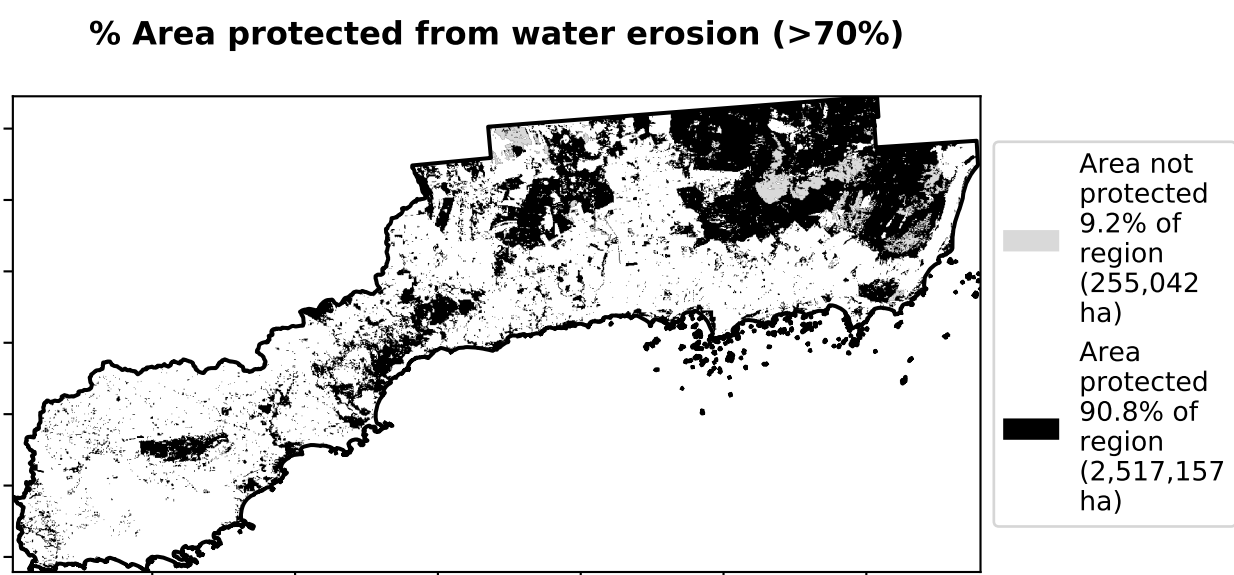 % Area protected from water erosion (>70%)
Area not
protected
9.2% of
region
(255,042
ha)
Area
protected
90.8% of
region
(2,517,157
ha)